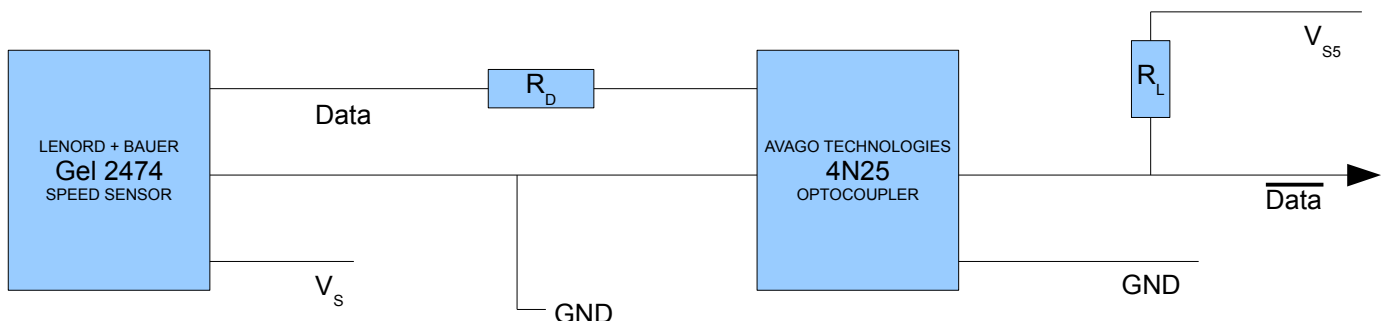 LENORD + BAUER
Gel 2474
SPEED SENSOR
Data
R_D
V_S
GND
AVAGO TECHNOLOGIES
4N25
OPTOCOUPLER
R_L
V_S5
Data
GND